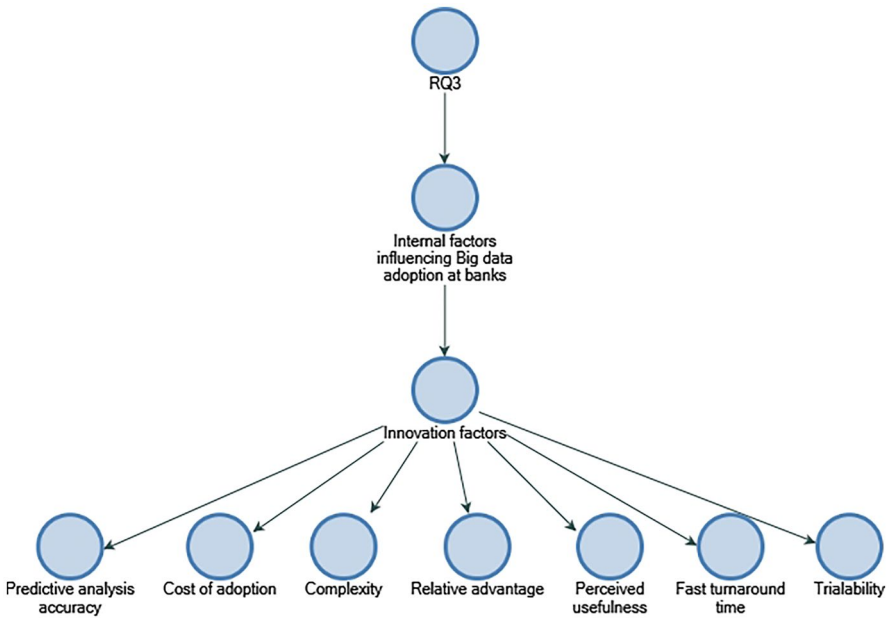 RQ3
Internal factors
influencing Big data
adoption at banks
Innovation factors
Predictive analysis
accuracy
Cost of adoption
Complexity
Relative advantage
Perceived
usefulness
Fast turnaround
time
Trialability